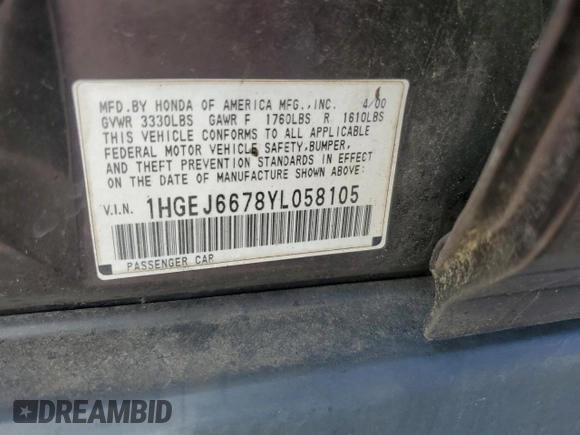 MFD.BY HONDA OF AMERICA MFG.,INC. 4/00
GVWR 3330LBS GAWR F 1760LBS R 1610LBS
THIS VEHICLE CONFORMS TO ALL APPLICABLE
FEDERAL MOTOR VEHICLE SAFETY,BUMPER,
AND THEFT PREVENTION STANDARDS IN EFFECT
ON THE DATE OF MANUFACTURE SHOWN ABOVE.
V.I.N. 1HGEJ6678YL058105
PASSENGER CAR
DREAMBID